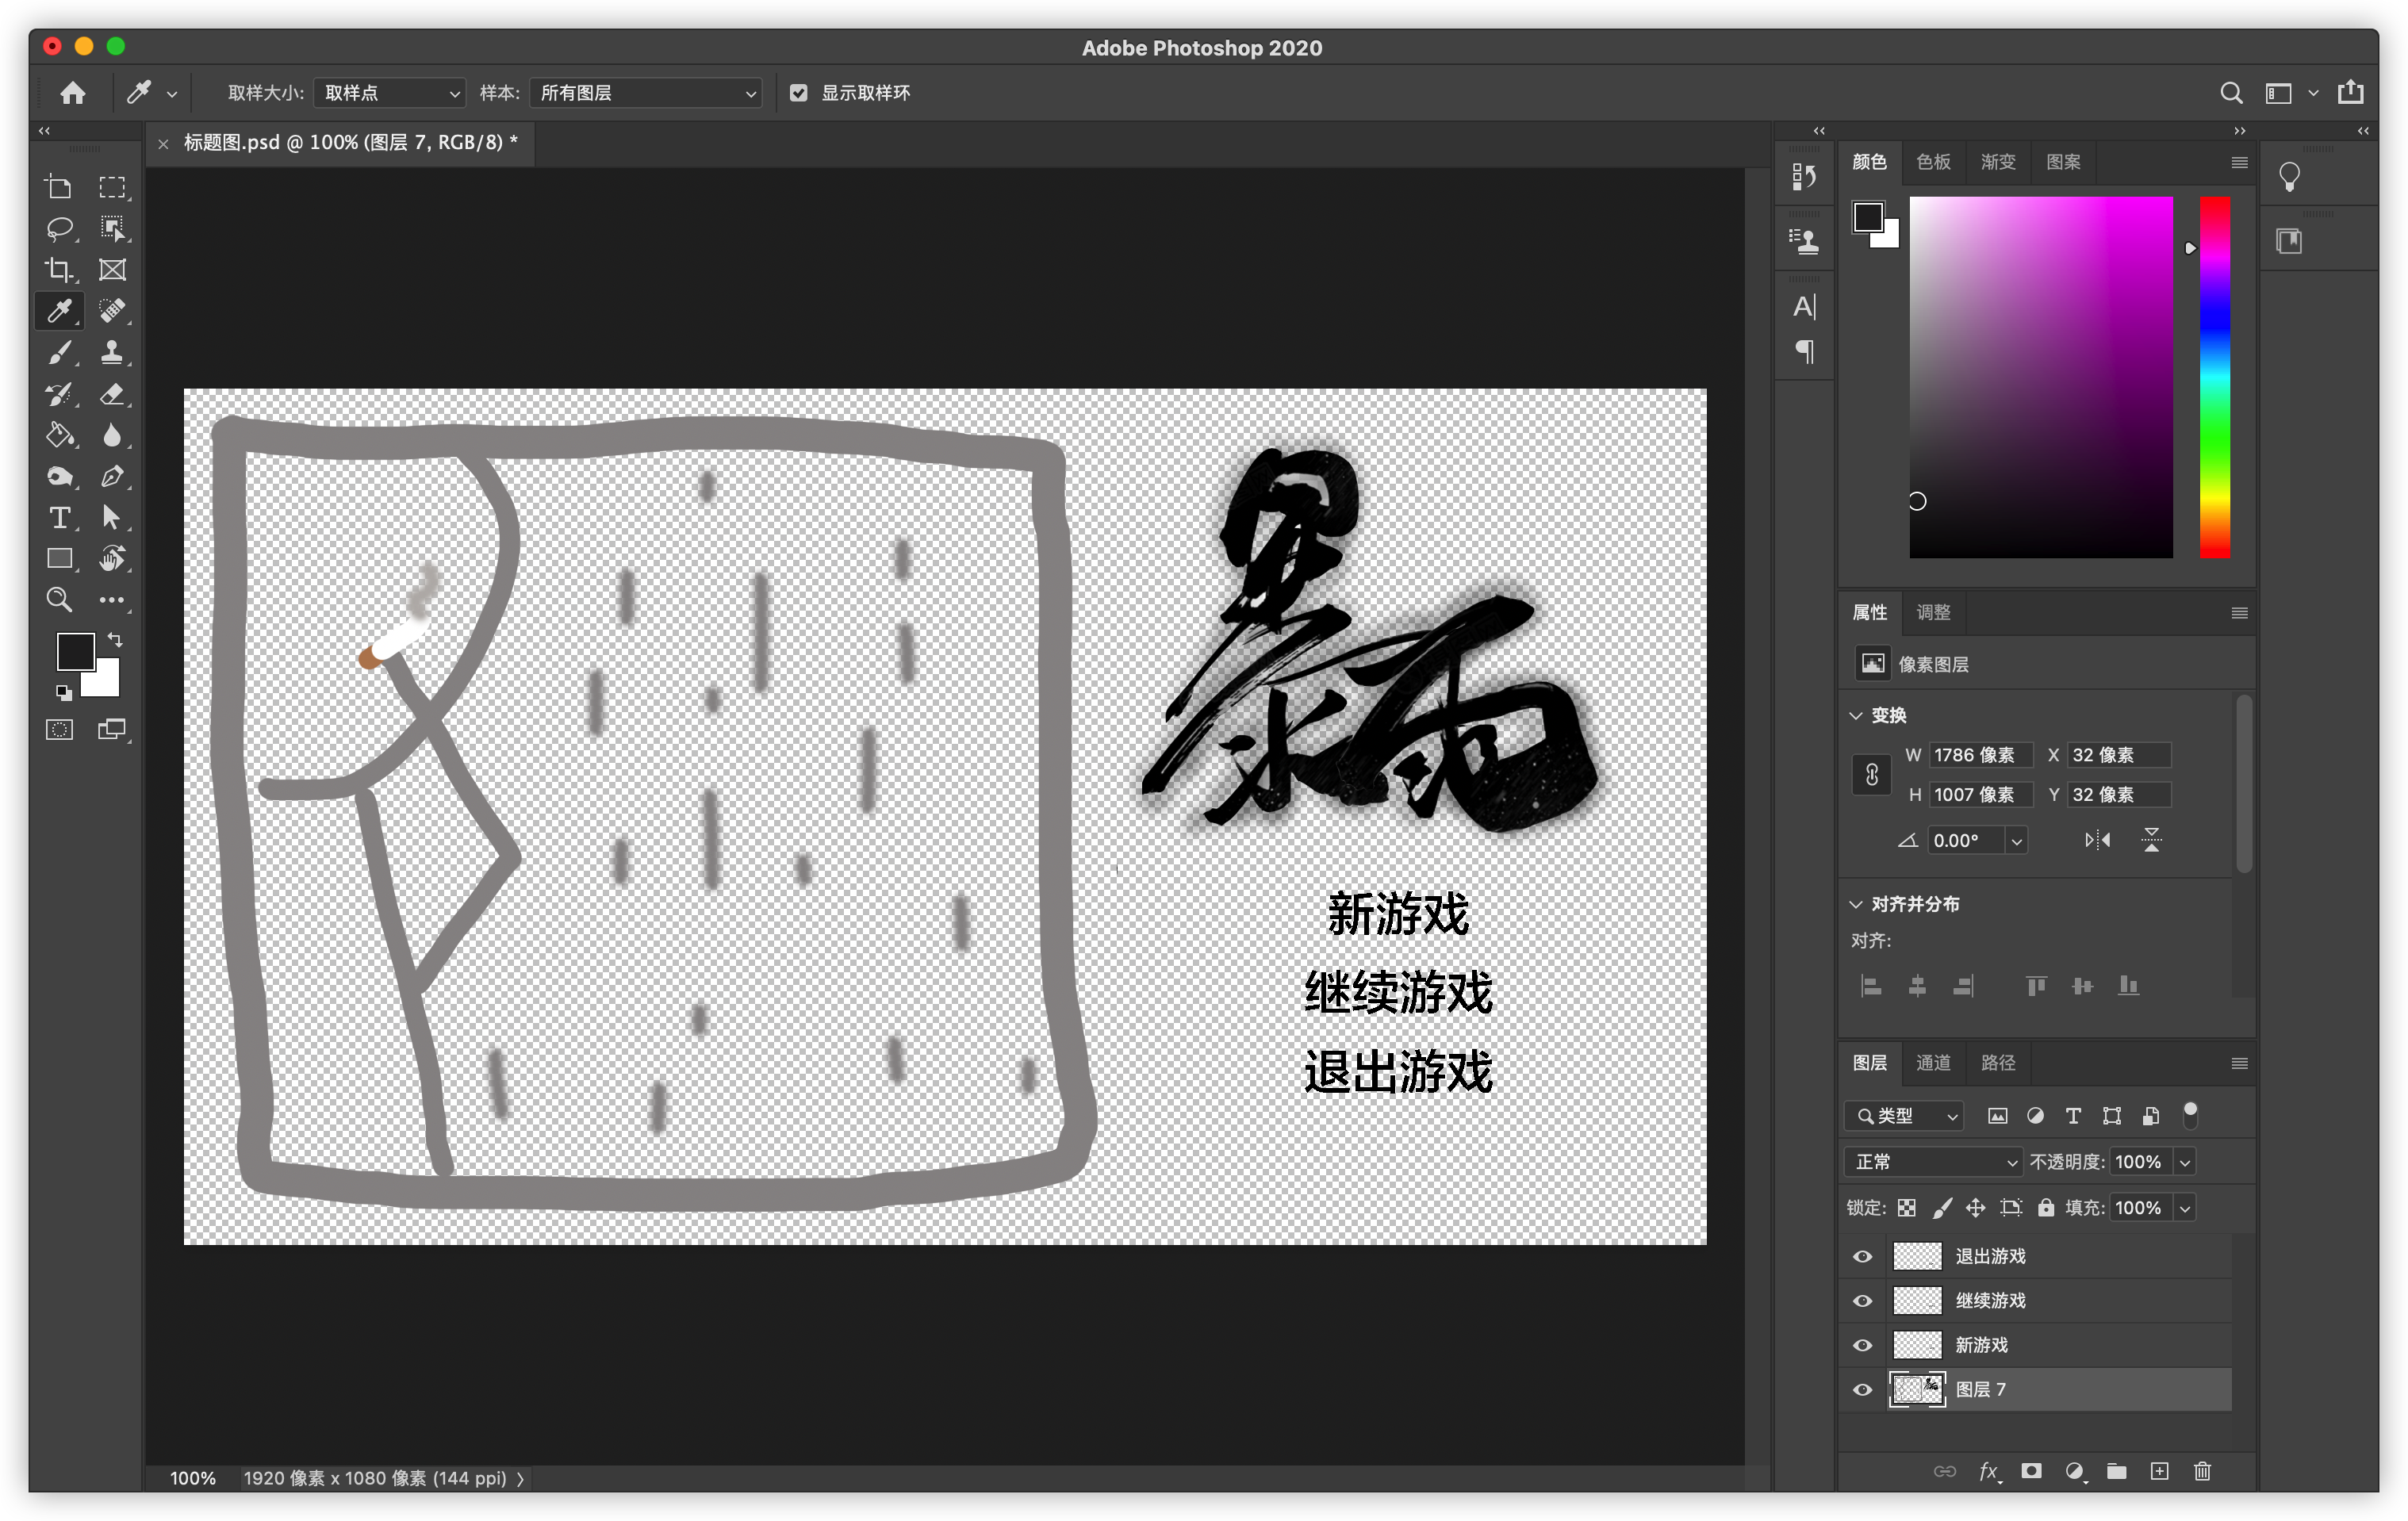 Adobe Photoshop 2020
取样大小: 取样点 样本: 所有图层 显示取样环
标题图.psd @ 100% (图层 7, RGB/8) *
颜色 色板 渐变 图案
暴雨
新游戏
继续游戏
退出游戏
属性 调整
像素图层
变换
W 1786 像素 X 32 像素
H 1007 像素 Y 32 像素
0.00°
对齐并分布
对齐:
图层 通道 路径
类型
正常 不透明度: 100%
锁定: 填充: 100%
退出游戏
继续游戏
新游戏
图层 7
fx
100% 1920 像素 x 1080 像素 (144 ppi)